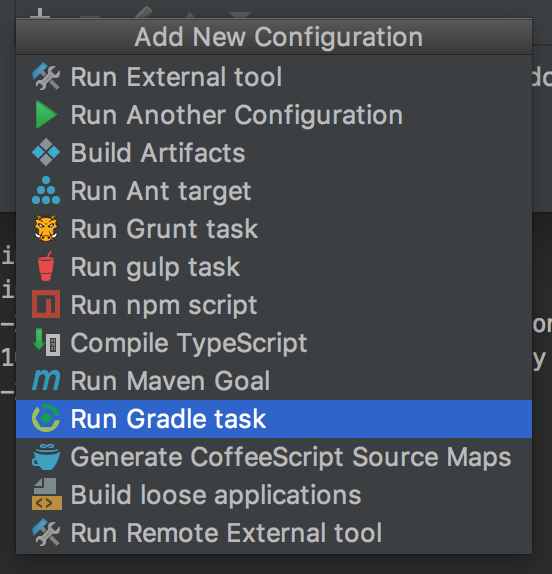 Add New Configuration
Run External tool
Run Another Configuration
Build Artifacts
Run Ant target
Run Grunt task
Run gulp task
Run npm script
Compile TypeScript
Run Maven Goal
Run Gradle task
Generate CoffeeScript Source Maps
Build loose applications
Run Remote External tool